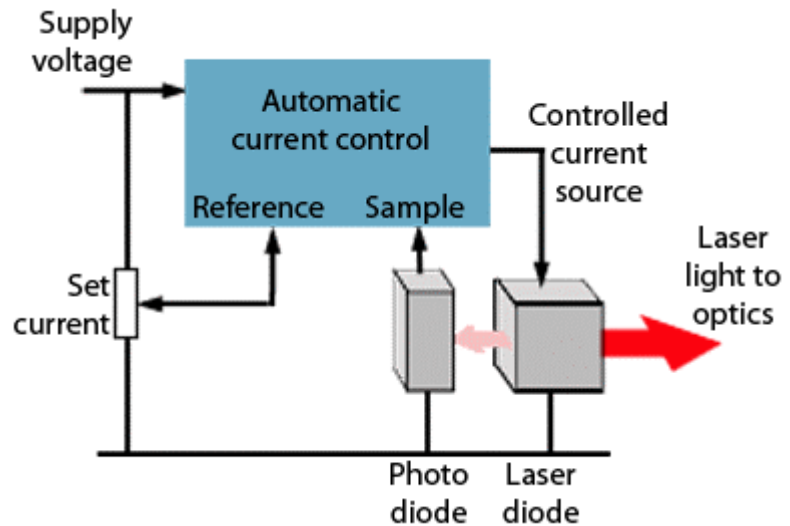 Supply
voltage
Automatic
current control
Controlled
current
source
Reference
Sample
Laser
light to
optics
Set
current
Photo
diode
Laser
diode